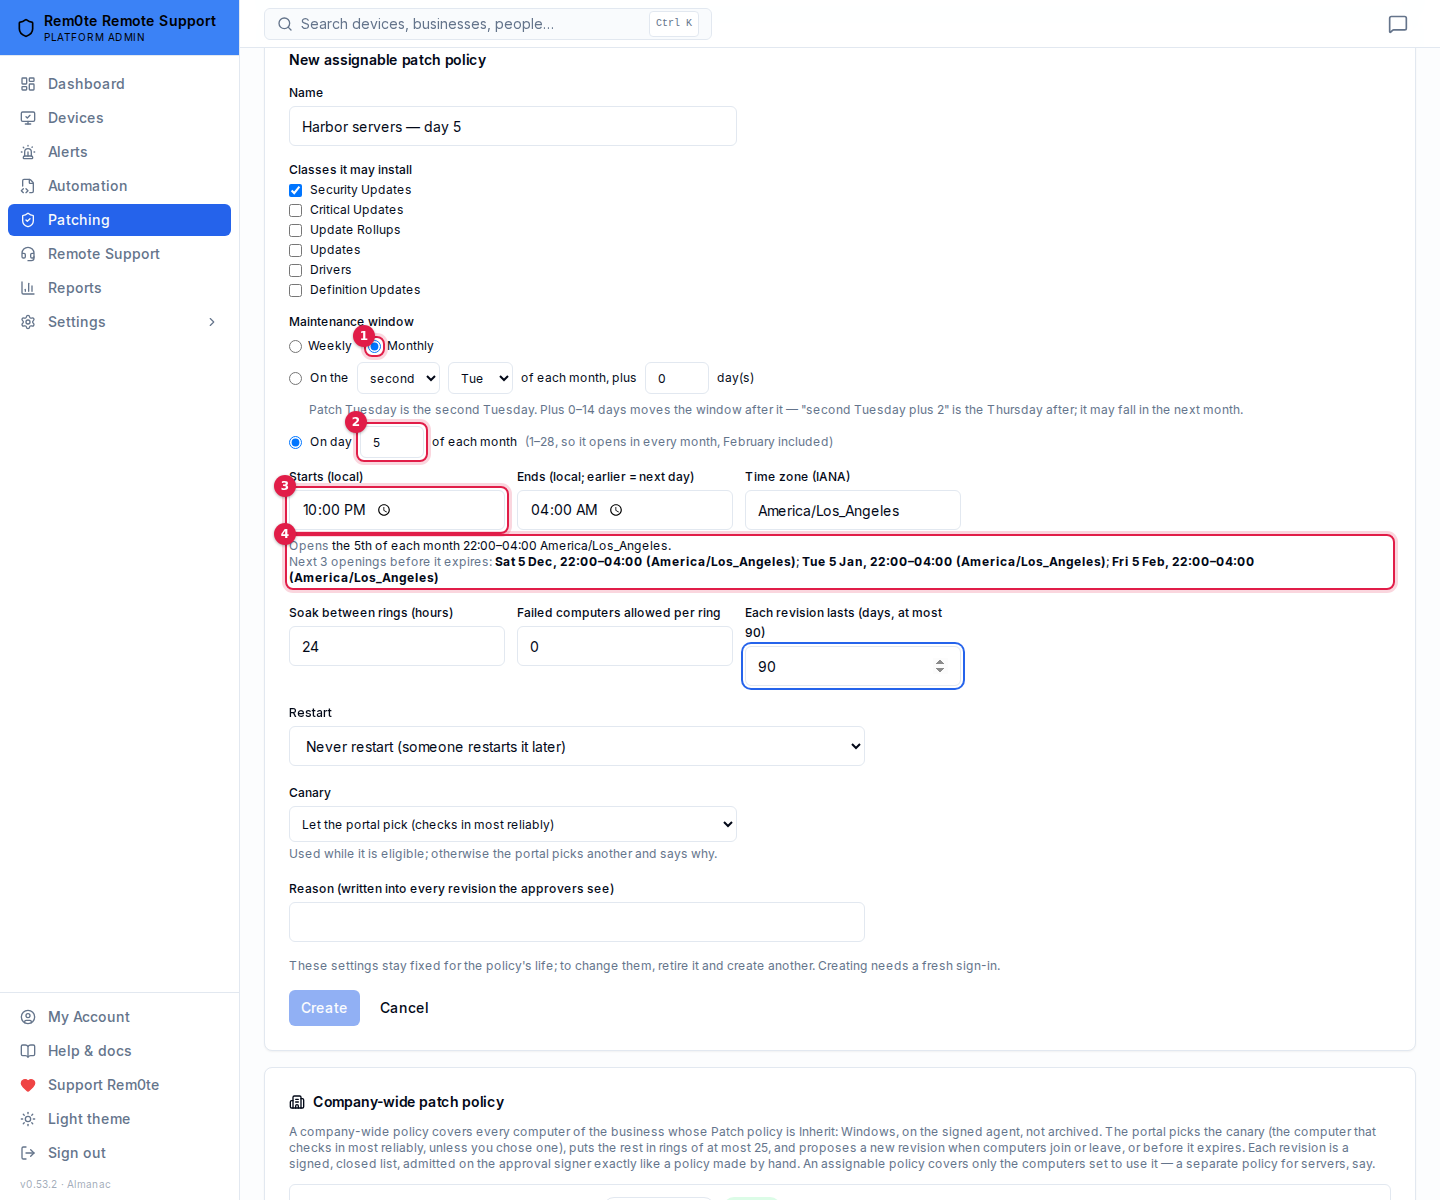 Rem0te Remote Support
PLATFORM ADMIN
Search devices, businesses, people…
Ctrl K
Dashboard
Devices
Alerts
Automation
Patching
Remote Support
Reports
Settings
New assignable patch policy
Name
Harbor servers — day 5
Classes it may install
Security Updates
Critical Updates
Update Rollups
Updates
Drivers
Definition Updates
Maintenance window
1
Weekly
Monthly
On the second Tue of each month, plus 0 day(s)
Patch Tuesday is the second Tuesday. Plus 0–14 days moves the window after it — "second Tuesday plus 2" is the Thursday after; it may fall in the next month.
2
On day 5 of each month (1–28, so it opens in every month, February included)
Starts (local)
Ends (local; earlier = next day)
Time zone (IANA)
3
10:00 PM
04:00 AM
America/Los_Angeles
4
Opens the 5th of each month 22:00–04:00 America/Los_Angeles.
Next 3 openings before it expires: Sat 5 Dec, 22:00–04:00 (America/Los_Angeles); Tue 5 Jan, 22:00–04:00 (America/Los_Angeles); Fri 5 Feb, 22:00–04:00
(America/Los_Angeles)
Soak between rings (hours)
Failed computers allowed per ring
Each revision lasts (days, at most
90)
24
0
90
Restart
Never restart (someone restarts it later)
Canary
Let the portal pick (checks in most reliably)
Used while it is eligible; otherwise the portal picks another and says why.
Reason (written into every revision the approvers see)
These settings stay fixed for the policy's life; to change them, retire it and create another. Creating needs a fresh sign-in.
Create
Cancel
Company-wide patch policy
A company-wide policy covers every computer of the business whose Patch policy is Inherit: Windows, on the signed agent, not archived. The portal picks the canary (the computer that
checks in most reliably, unless you chose one), puts the rest in rings of at most 25, and proposes a new revision when computers join or leave, or before it expires. Each revision is a
signed, closed list, admitted on the approval signer exactly like a policy made by hand. An assignable policy covers only the computers set to use it — a separate policy for servers, say.
My Account
Help & docs
Support Rem0te
Light theme
Sign out
v0.53.2 · Almanac